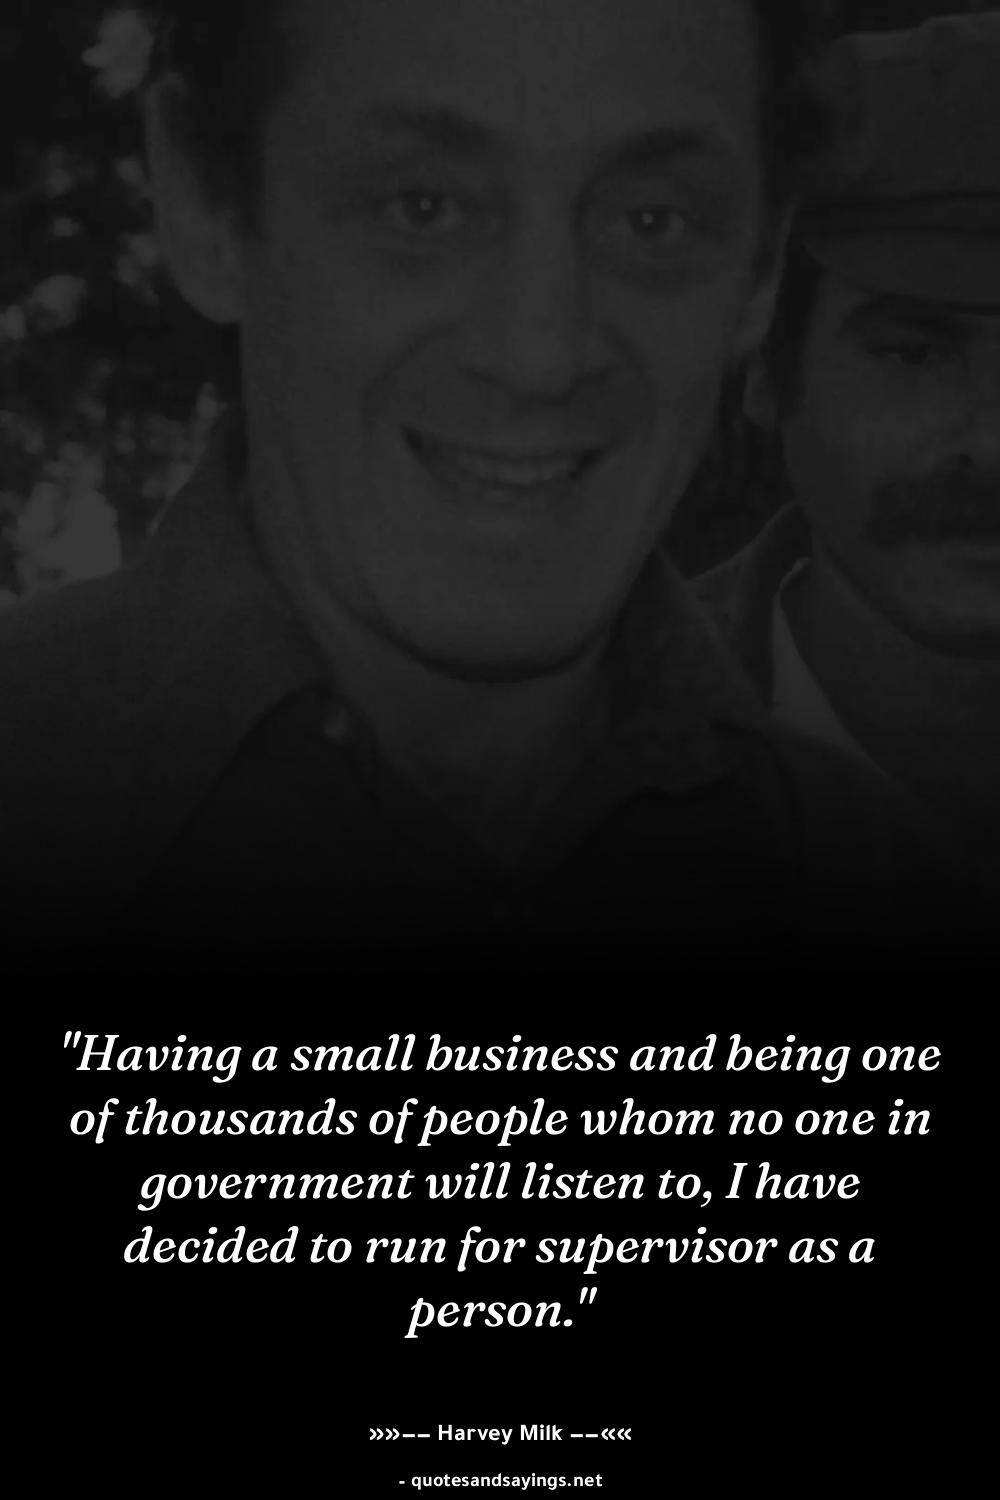 "Having a small business and being one
of thousands of people whom no one in
government will listen to, I have
decided to run for supervisor as a
person."
»»−− Harvey Milk −−««
- quotesandsayings.net